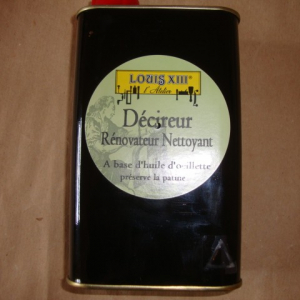 LOUIS XIII®
L'Atelier
Décireur
Rénovateur Nettoyant
A base d'huile d'oeillette
préserve la patine